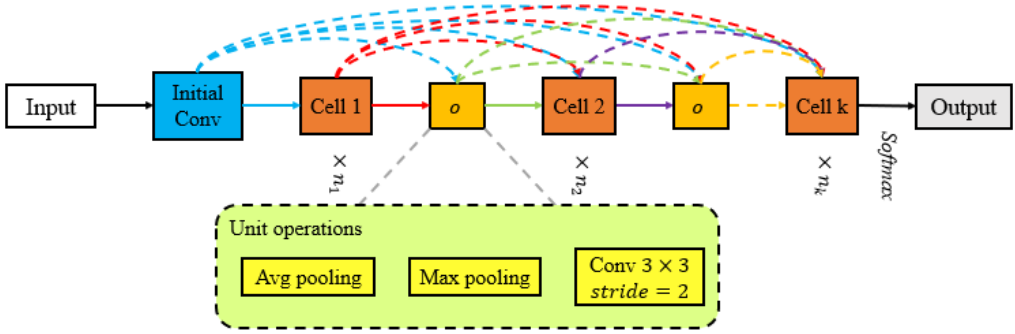 Input
Initial
Conv
Cell 1
o
Cell 2
o
Cell k
Output
× n₁
× n₂
× nₖ
Softmax
Unit operations
Avg pooling
Max pooling
Conv 3 × 3
stride = 2